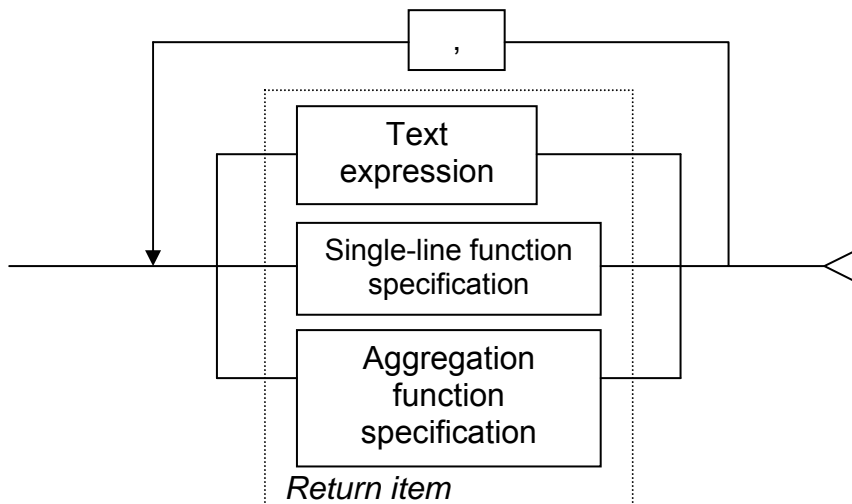 ,
Text
expression
Single-line function
specification
Aggregation
function
specification
Return item